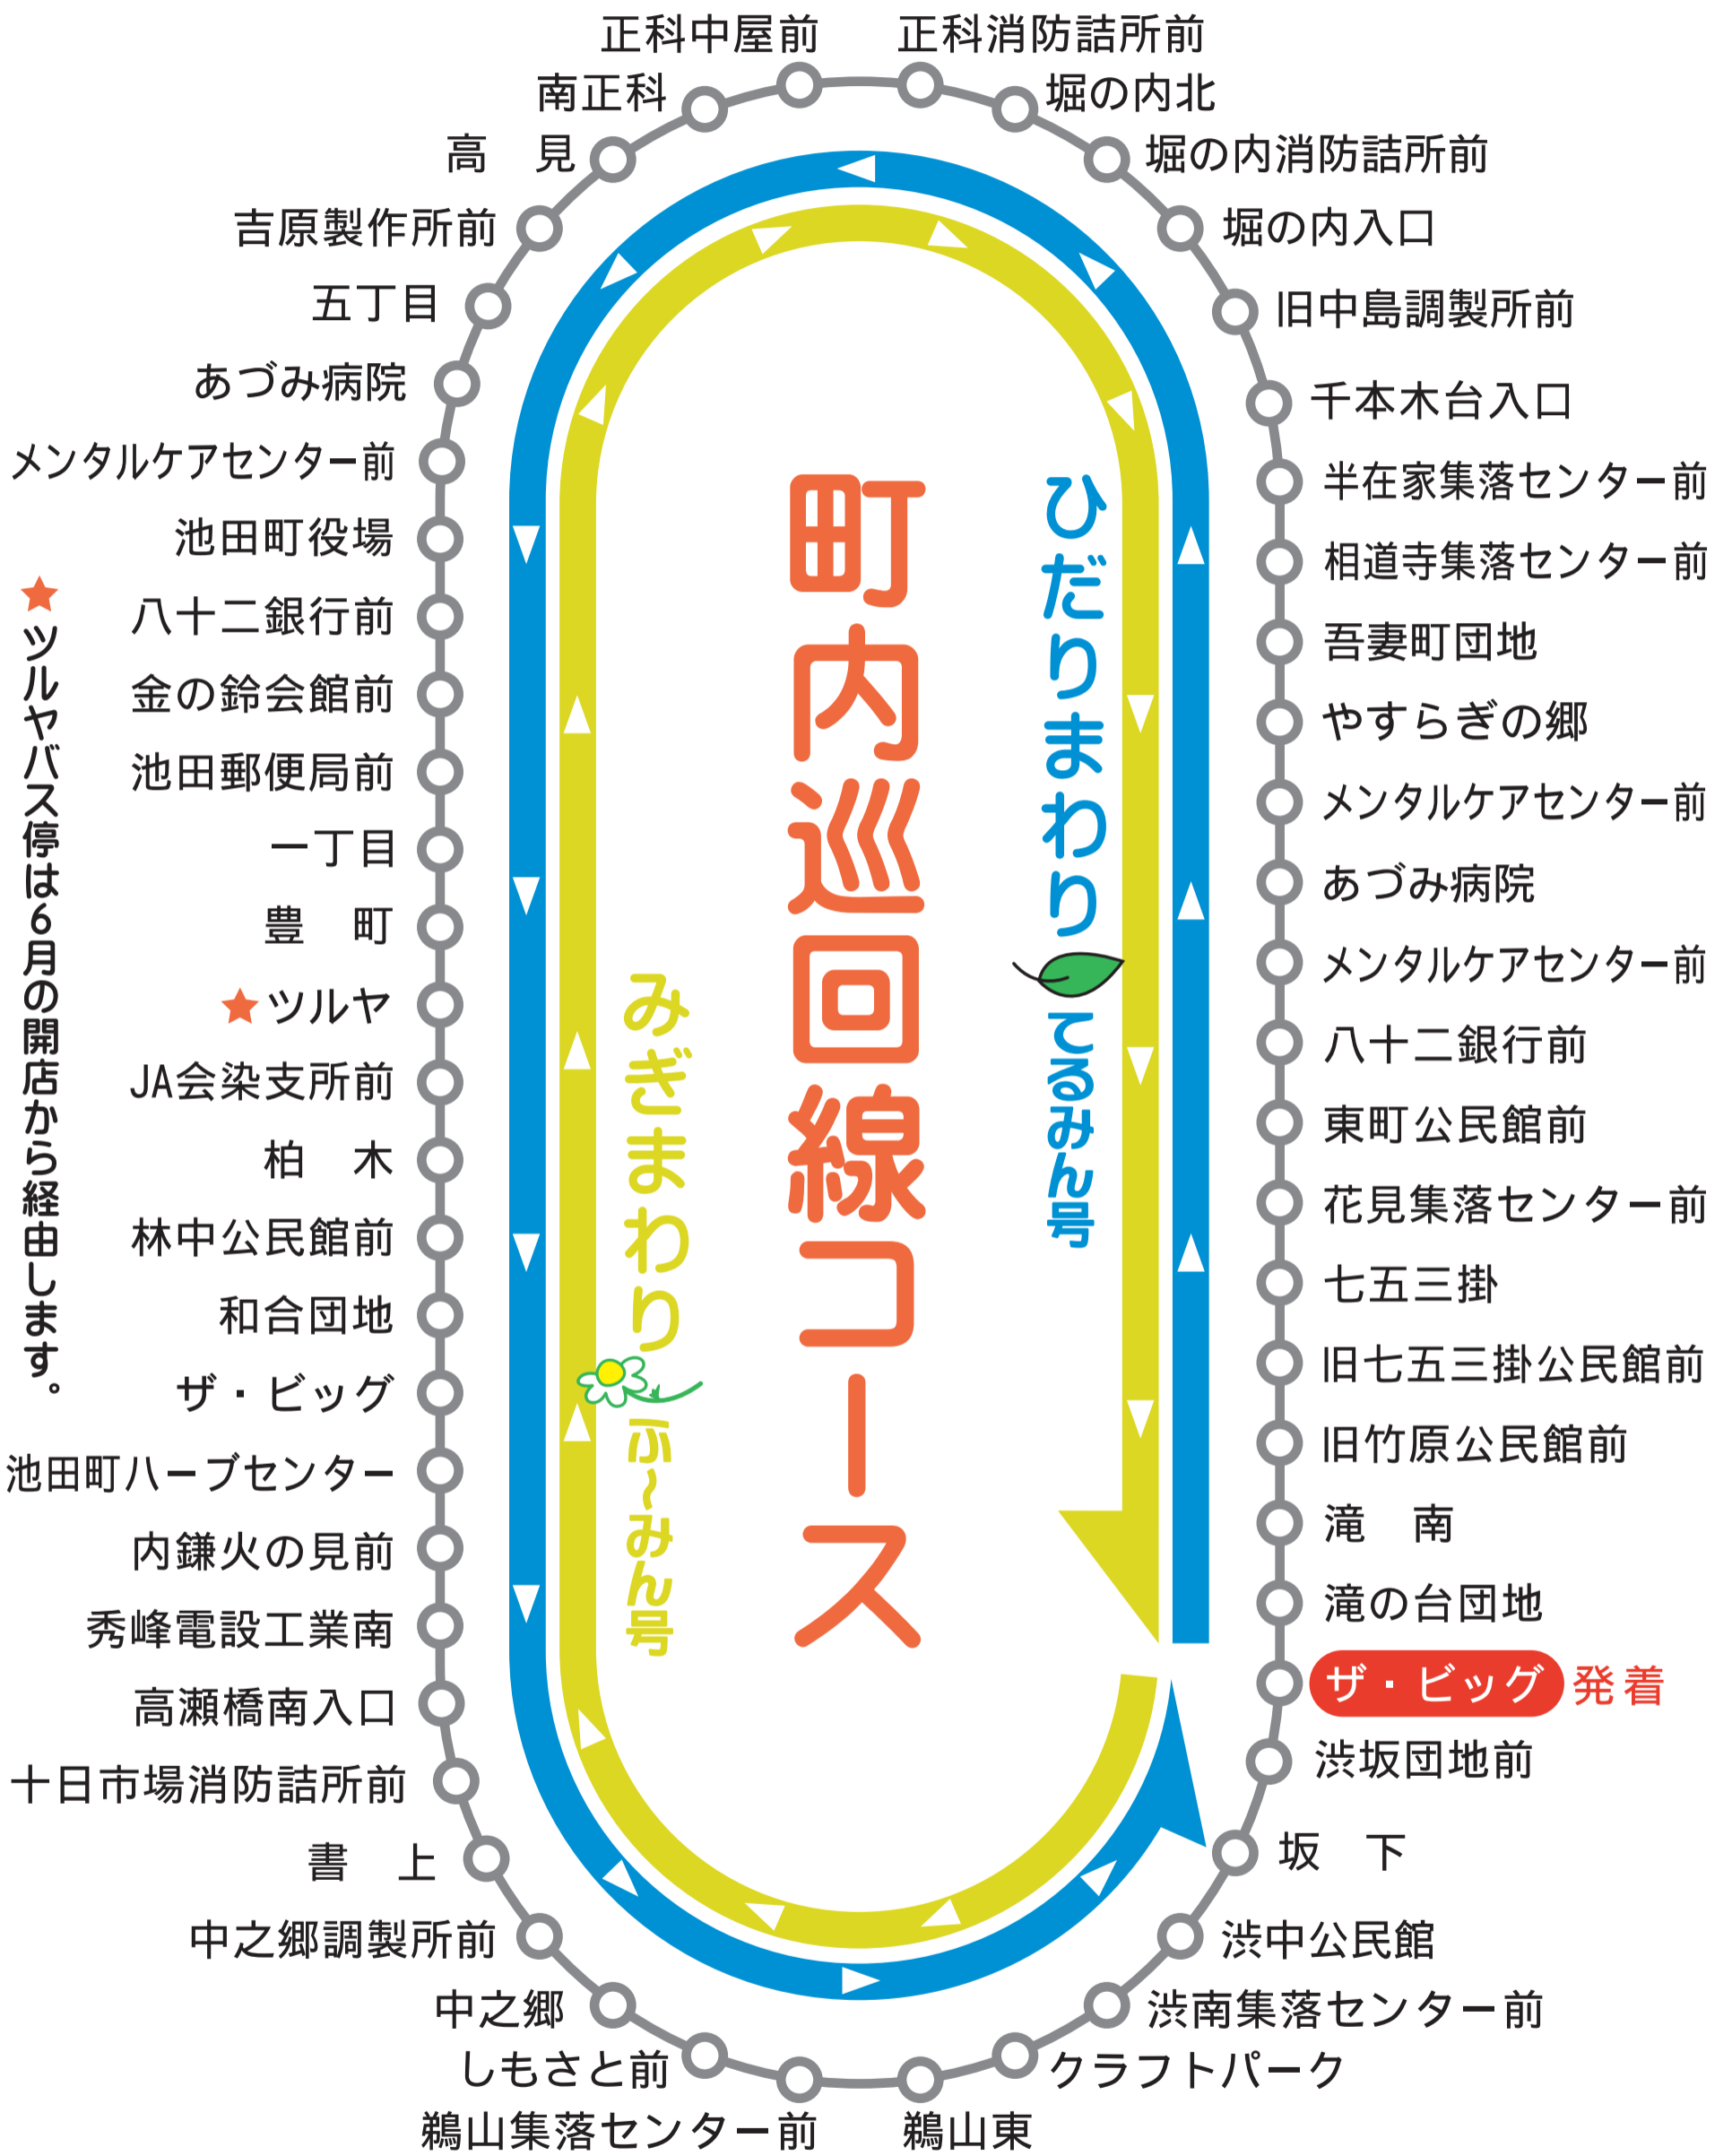 正科中屋前
正科消防詰所前
南正科
堀の内北
高 見
堀の内消防詰所前
吉原製作所前
堀の内入口
五丁目
旧中島調製所前
あづみ病院
千本木台入口
メンタルケアセンター前
半在家集落センター前
池田町役場
相道寺集落センター前
八十二銀行前
吾妻町団地
金の鈴会館前
やすらぎの郷
池田郵便局前
メンタルケアセンター前
一丁目
あづみ病院
豊 町
メンタルケアセンター前
★ツルヤ
八十二銀行前
JA会染支所前
東町公民館前
柏 木
花見集落センター前
林中公民館前
七五三掛
和合団地
旧七五三掛公民館前
ザ・ビッグ
旧竹原公民館前
池田町ハーブセンター
滝 南
内鎌火の見前
滝の台団地
秀峰電設工業南
ザ・ビッグ 発着
高瀬橋南入口
渋坂団地前
十日市場消防詰所前
坂 下
書 上
渋中公民館
中之郷調製所前
渋南集落センター前
中之郷
クラフトパーク
しもさと前
鵜山東
鵜山集落センター前
ひだりまわり てるみん号
町内巡回線コース
みぎまわり ふ〜みん号
★ツルヤバス停は6月の開店から経由します。